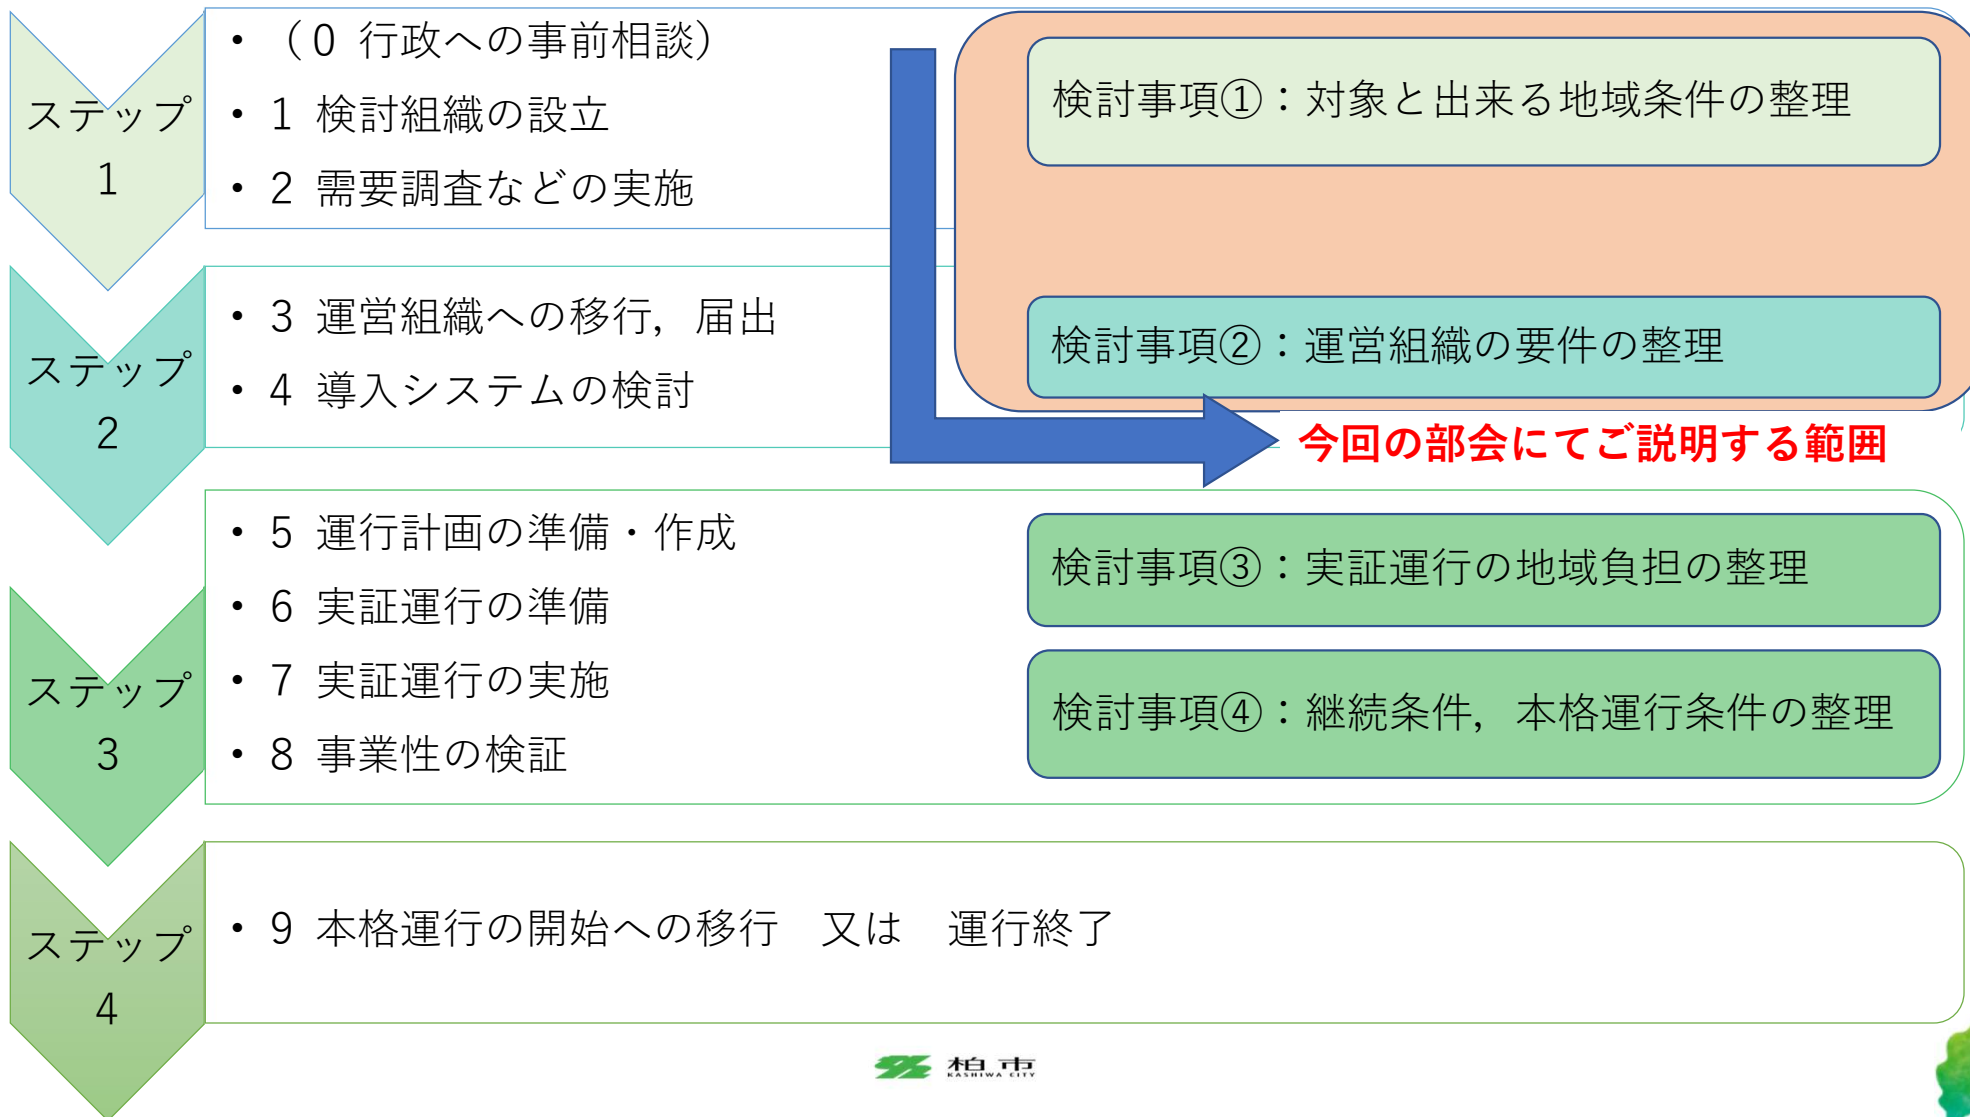 ステップ
1
・（０ 行政への事前相談）
・1 検討組織の設立
・2 需要調査などの実施
検討事項①：対象と出来る地域条件の整理
ステップ
2
・3 運営組織への移行，届出
・4 導入システムの検討
検討事項②：運営組織の要件の整理
今回の部会にてご説明する範囲
ステップ
3
・5 運行計画の準備・作成
・6 実証運行の準備
・7 実証運行の実施
・8 事業性の検証
検討事項③：実証運行の地域負担の整理
検討事項④：継続条件，本格運行条件の整理
ステップ
4
・9 本格運行の開始への移行　又は　運行終了
柏市
KASHIWA CITY